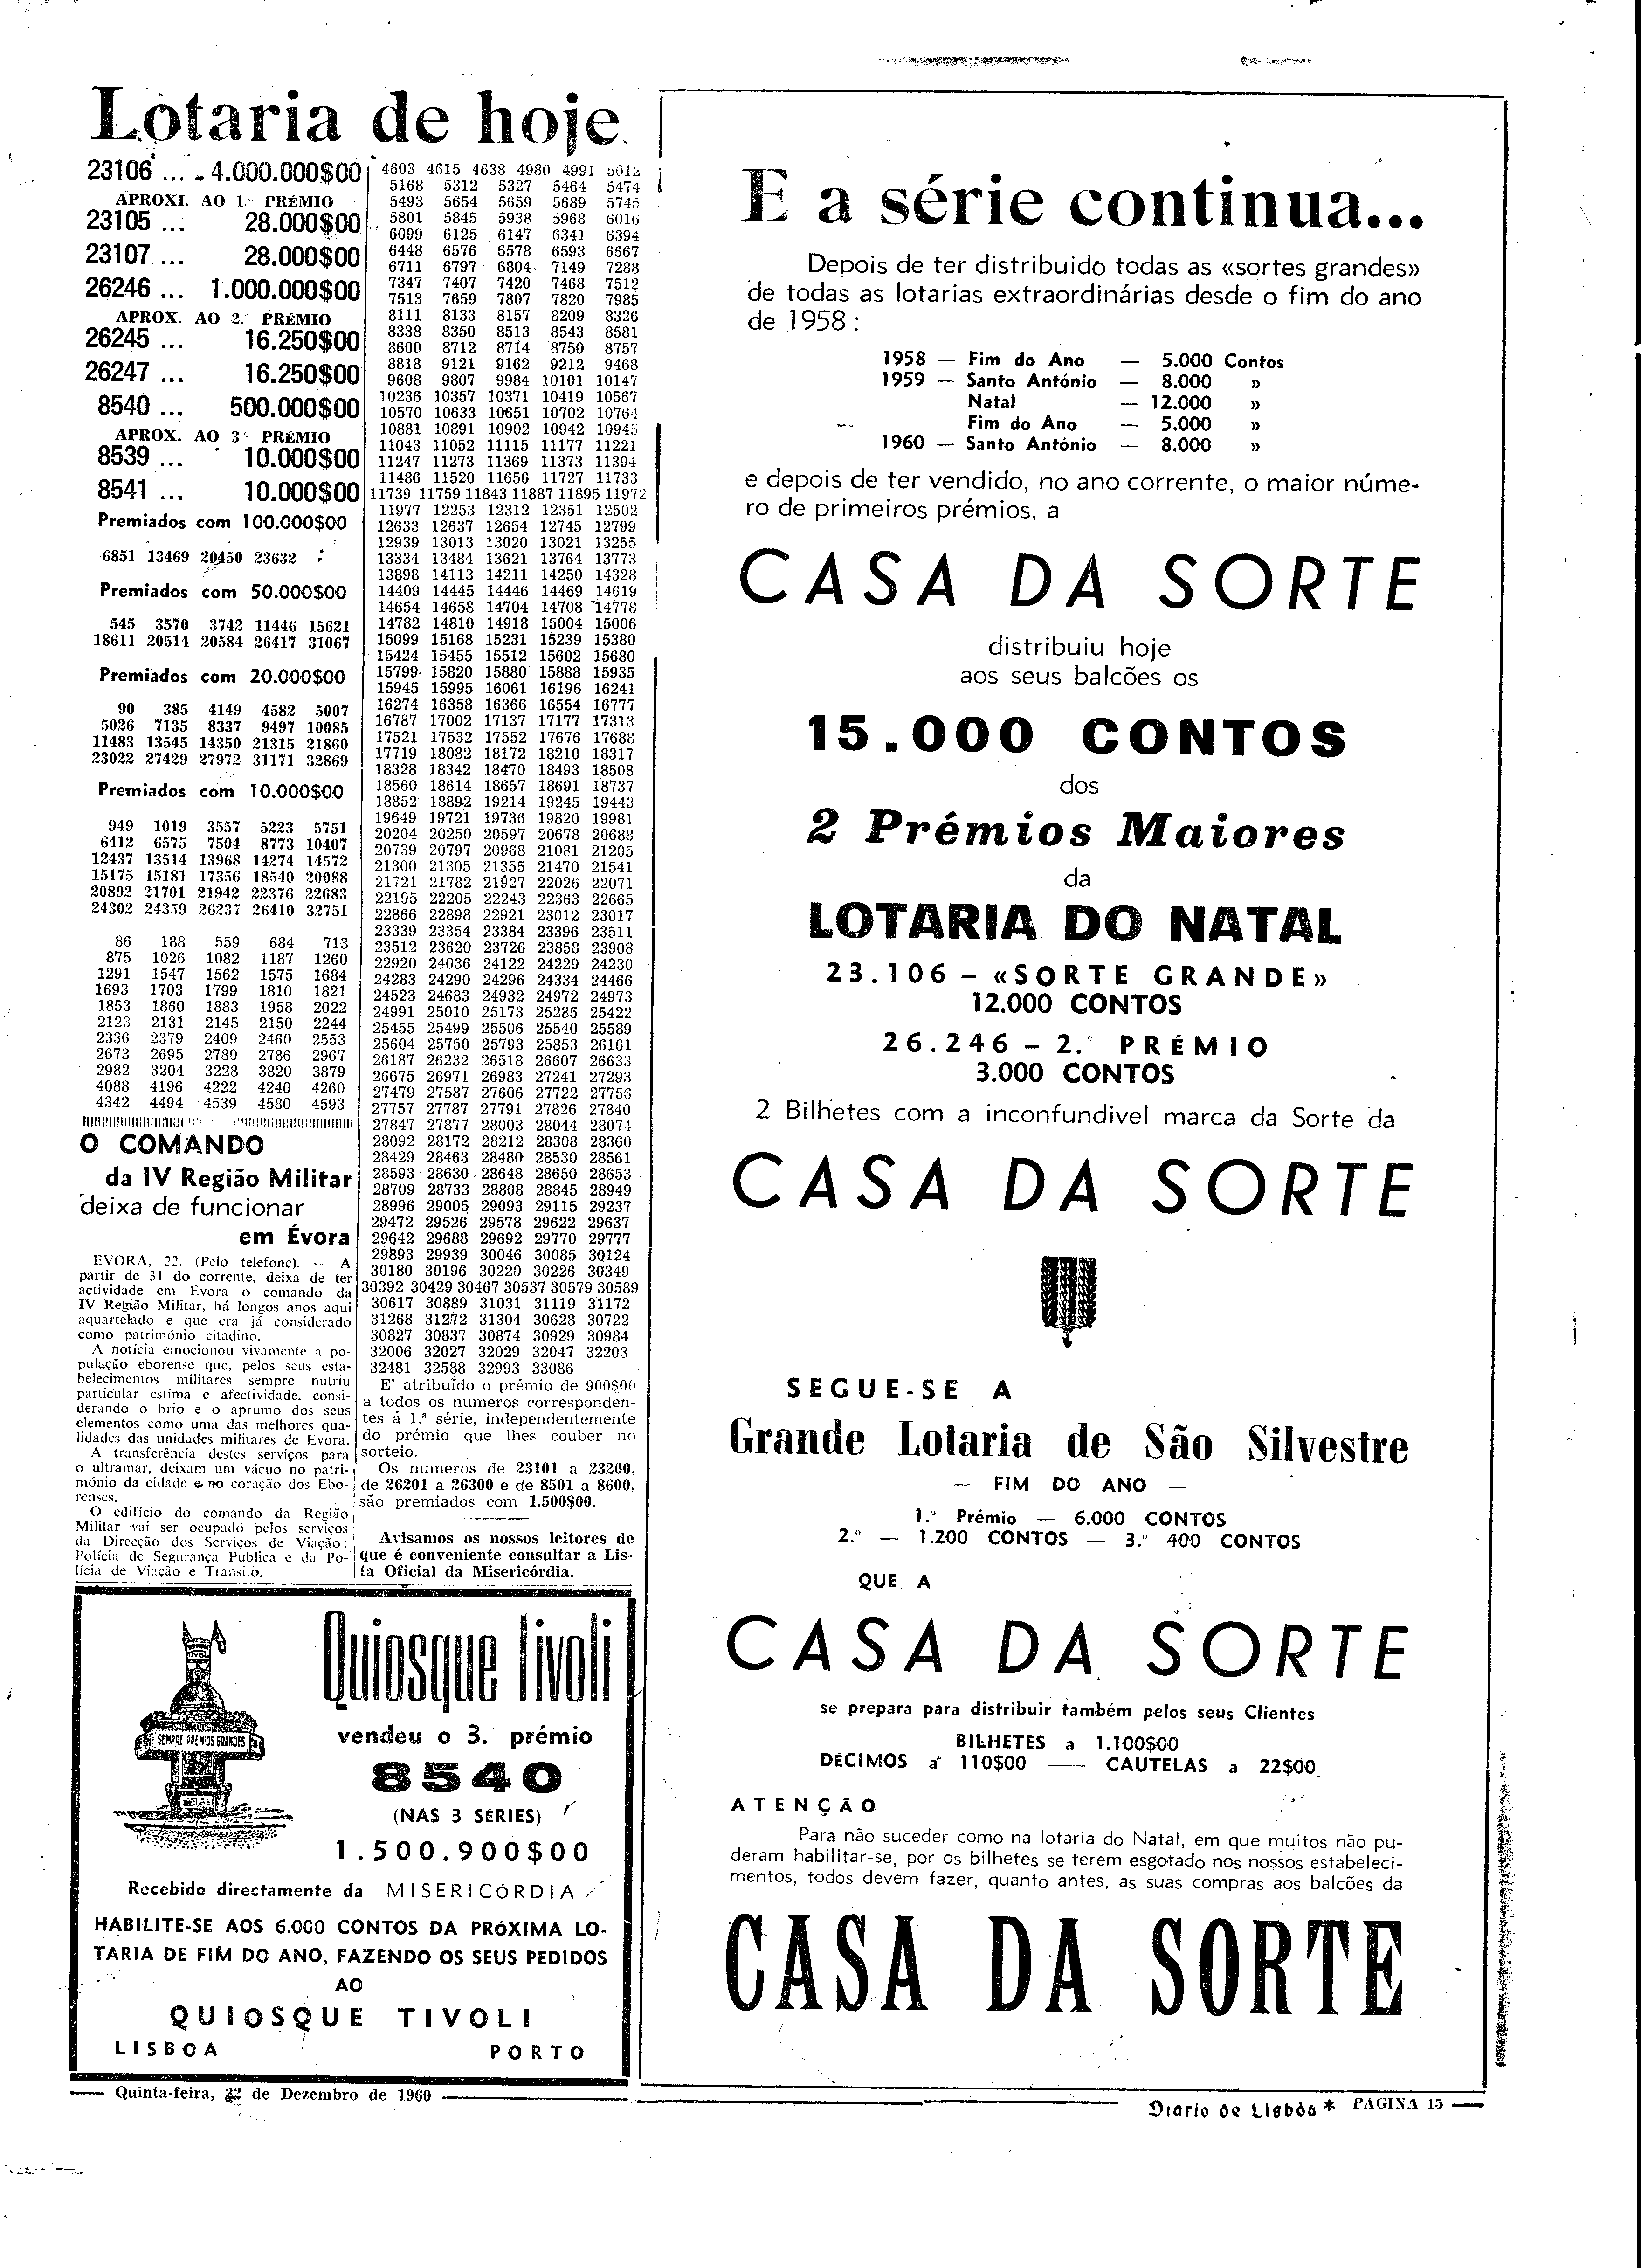 Lotaria de hoje
23106 ... 4.000.000$00
APROXI. AO 1.º PRÉMIO
23105 ... 28.000$00
23107 ... 28.000$00
26246 ... 1.000.000$00
APROX. AO 2.º PRÉMIO
26245 ... 16.250$00
26247 ... 16.250$00
8540 ... 500.000$00
APROX. AO 3º PRÉMIO
8539 ... 10.000$00
8541 ... 10.000$00
Premiados com 100.000$00
6851 13469 20450 23632
Premiados com 50.000$00
545 3570 3742 11446 15621
18611 20514 20584 26417 31067
Premiados com 20.000$00
90 385 4149 4582 5007
5026 7135 8337 9497 10085
11483 13545 14350 21315 21860
23022 27429 27972 31171 32869
Premiados com 10.000$00
949 1019 3557 5223 5751
6412 6575 7504 8773 10407
12437 13514 13968 14274 14572
15175 15181 17356 18540 20088
20892 21701 21942 22376 22683
24302 24359 26237 26410 32751
86 188 559 684 713
875 1026 1082 1187 1260
1291 1547 1562 1575 1684
1693 1703 1799 1810 1821
1853 1860 1883 1958 2022
2123 2131 2145 2150 2244
2336 2379 2409 2460 2553
2673 2695 2780 2786 2967
2982 3204 3228 3820 3879
4088 4196 4222 4240 4260
4342 4494 4539 4580 4593
4603 4615 4638 4980 4991 5012
5168 5312 5327 5464 5474
5493 5654 5659 5689 5745
5801 5845 5938 5968 6016
6099 6125 6147 6341 6394
6448 6576 6578 6593 6667
6711 6797 6804 7149 7288
7347 7407 7420 7468 7512
7513 7659 7807 7820 7985
8111 8133 8157 8209 8326
8338 8350 8513 8543 8581
8600 8712 8714 8750 8757
8818 9121 9162 9212 9468
9608 9807 9984 10101 10147
10236 10357 10371 10419 10567
10570 10633 10651 10702 10764
10881 10891 10902 10942 10945
11043 11052 11115 11177 11221
11247 11273 11369 11373 11394
11486 11520 11656 11727 11733
11739 11759 11843 11887 11895 11972
11977 12253 12312 12351 12502
12633 12637 12654 12745 12799
12939 13013 13020 13021 13255
13334 13484 13621 13764 13773
13898 14113 14211 14250 14328
14409 14445 14446 14469 14619
14654 14658 14704 14708 14778
14782 14810 14918 15004 15006
15099 15168 15231 15239 15380
15424 15455 15512 15602 15680
15799 15820 15880 15888 15935
15945 15995 16061 16196 16241
16274 16358 16366 16554 16777
16787 17002 17137 17177 17313
17521 17532 17552 17676 17688
17719 18082 18172 18210 18317
18328 18342 18470 18493 18508
18560 18614 18657 18691 18737
18852 18892 19214 19245 19443
19649 19721 19736 19820 19981
20204 20250 20597 20678 20688
20739 20797 20968 21081 21205
21300 21305 21355 21470 21541
21721 21782 21927 22026 22071
22195 22205 22243 22363 22665
22866 22898 22921 23012 23017
23339 23354 23384 23396 23511
23512 23620 23726 23858 23908
22920 24036 24122 24229 24230
24283 24290 24296 24334 24466
24523 24683 24932 24972 24973
24991 25010 25173 25285 25422
25455 25499 25506 25540 25589
25604 25750 25793 25853 26161
26187 26232 26518 26607 26633
26675 26971 26983 27241 27293
27479 27587 27606 27722 27756
27757 27787 27791 27826 27840
27847 27877 28003 28044 28074
28092 28172 28212 28308 28360
28429 28463 28480 28530 28561
28593 28630 28648 28650 28653
28709 28733 28808 28845 28949
28996 29005 29093 29115 29237
29472 29526 29578 29622 29637
29642 29688 29692 29770 29777
29893 29939 30046 30085 30124
30180 30196 30220 30226 30349
30392 30429 30467 30537 30579 30589
30617 30889 31031 31119 31172
31268 31272 31304 30628 30722
30827 30837 30874 30929 30984
32006 32027 32029 32047 32203
32481 32588 32993 33086
E' atribuido o prémio de 900$00
a todos os numeros corresponden-
tes á 1.ª série, independentemente
do prémio que lhes couber no
sorteio.
Os numeros de 23101 a 23200,
de 26201 a 26300 e de 8501 a 8600,
são premiados com 1.500$00.
Avisamos os nossos leitores de
que é conveniente consultar a Lis-
ta Oficial da Misericórdia.
O COMANDO
da IV Região Militar
deixa de funcionar
em Évora
EVORA, 22. (Pelo telefone). — A
partir de 31 do corrente, deixa de ter
actividade em Evora o comando da
IV Região Militar, há longos anos aqui
aquartelado e que era já considerado
como património citadino.
A notícia emocionou vivamente a po-
pulação eborense que, pelos seus esta-
belecimentos militares sempre nutriu
particular estima e afectividade, consi-
derando o brio e o aprumo dos seus
elementos como uma das melhores qua-
lidades das unidades militares de Evora.
A transferência destes serviços para
o ultramar, deixam um vácuo no patri-
mónio da cidade e no coração dos Ebo-
renses.
O edifício do comando da Região
Militar vai ser ocupado pelos serviços
da Direcção dos Serviços de Viação;
Polícia de Segurança Publica e da Po-
lícia de Viação e Transito.
TIVOLI
SEMPRE PREMIOS GRANDES
Quiosque Tivoli
vendeu o 3.º prémio
8540
(NAS 3 SÉRIES)
1.500.900$00
Recebido directamente da MISERICÓRDIA
HABILITE-SE AOS 6.000 CONTOS DA PRÓXIMA LO-
TARIA DE FIM DO ANO, FAZENDO OS SEUS PEDIDOS
AO
QUIOSQUE TIVOLI
LISBOA PORTO
E a série continua...
Depois de ter distribuido todas as «sortes grandes»
de todas as lotarias extraordinárias desde o fim do ano
de 1958 :
1958 — Fim do Ano — 5.000 Contos
1959 — Santo António — 8.000 »
Natal — 12.000 »
Fim do Ano — 5.000 »
1960 — Santo António — 8.000 »
e depois de ter vendido, no ano corrente, o maior núme-
ro de primeiros prémios, a
CASA DA SORTE
distribuiu hoje
aos seus balcões os
15.000 CONTOS
dos
2 Prémios Maiores
da
LOTARIA DO NATAL
23.106 – «SORTE GRANDE»
12.000 CONTOS
26.246 – 2.º PRÉMIO
3.000 CONTOS
2 Bilhetes com a inconfundivel marca da Sorte da
CASA DA SORTE
SEGUE-SE A
Grande Lotaria de São Silvestre
— FIM DO ANO —
1.º Prémio — 6.000 CONTOS
2.º — 1.200 CONTOS — 3.º 400 CONTOS
QUE A
CASA DA SORTE
se prepara para distribuir também pelos seus Clientes
BILHETES a 1.100$00
DÉCIMOS a 110$00 — CAUTELAS a 22$00
ATENÇÃO
Para não suceder como na lotaria do Natal, em que muitos não pu-
deram habilitar-se, por os bilhetes se terem esgotado nos nossos estabeleci-
mentos, todos devem fazer, quanto antes, as suas compras aos balcões da
CASA DA SORTE
Quinta-feira, 22 de Dezembro de 1960
Diario de Lisbôa * PAGINA 15